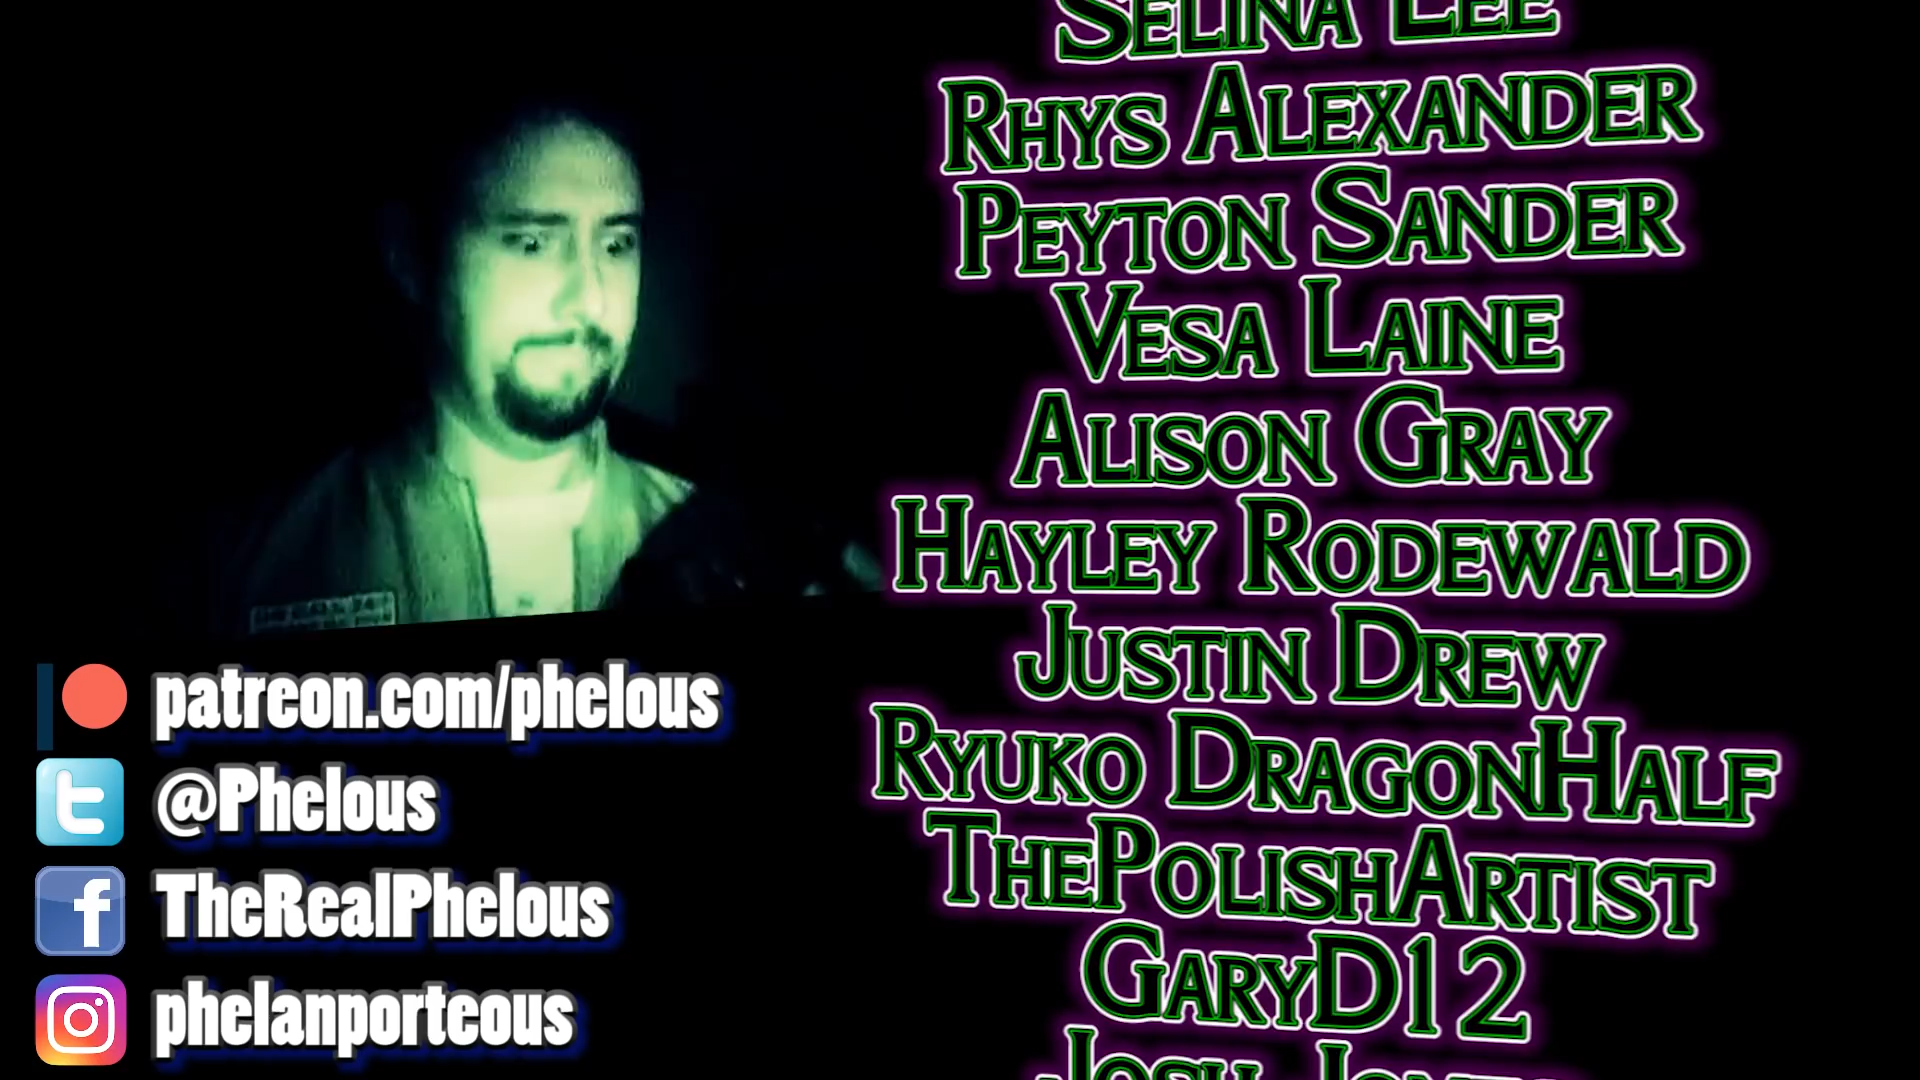 Selina Lee
Rhys Alexander
Peyton Sander
Vesa Laine
Alison Gray
Hayley Rodewald
Justin Drew
Ryuko DragonHalf
ThePolishArtist
GaryD12
patreon.com/phelous
@Phelous
TheRealPhelous
phelanporteous